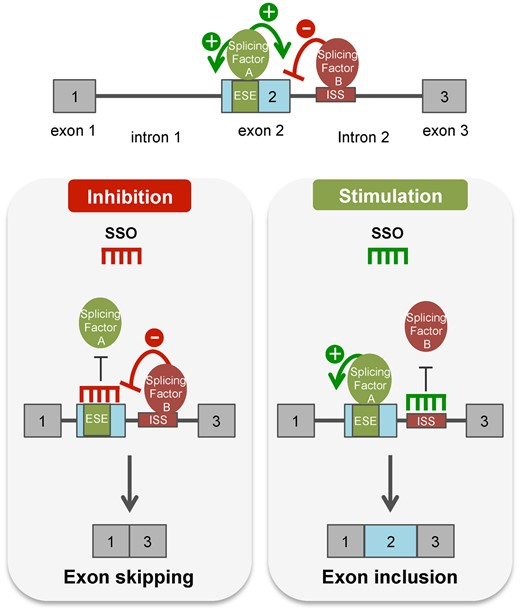 +
+
−
Splicing
Factor
A
Splicing
Factor
B
1
ESE
2
ISS
3
exon 1
intron 1
exon 2
Intron 2
exon 3
Inhibition
SSO
Splicing
Factor
A
−
Splicing
Factor
B
1
ESE
ISS
3
1
3
Exon skipping
Stimulation
SSO
Splicing
Factor
B
+
Splicing
Factor
A
1
ESE
ISS
3
1
2
3
Exon inclusion